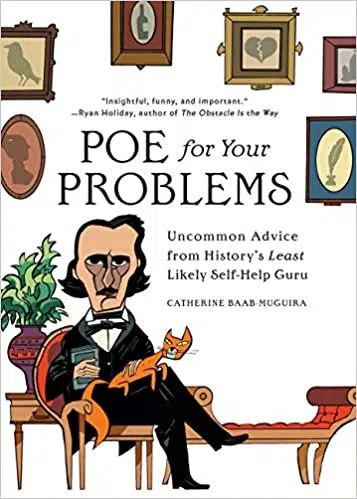 "Insightful, funny, and important."
—Ryan Holiday, author of The Obstacle Is the Way
POE for Your
PROBLEMS
Uncommon Advice
from History's Least
Likely Self-Help Guru
CATHERINE BAAB-MUGUIRA